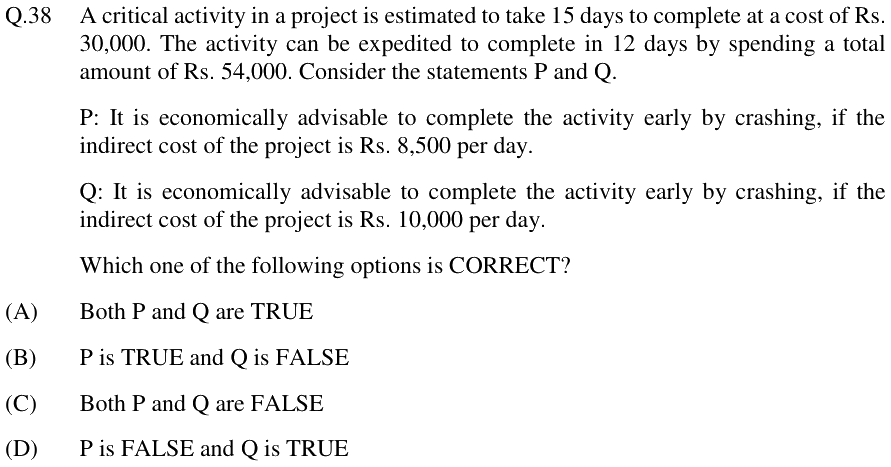 Q.38 A critical activity in a project is estimated to take 15 days to complete at a cost of Rs.
30,000. The activity can be expedited to complete in 12 days by spending a total
amount of Rs. 54,000. Consider the statements P and Q.
P: It is economically advisable to complete the activity early by crashing, if the
indirect cost of the project is Rs. 8,500 per day.
Q: It is economically advisable to complete the activity early by crashing, if the
indirect cost of the project is Rs. 10,000 per day.
Which one of the following options is CORRECT?
(A) Both P and Q are TRUE
(B) P is TRUE and Q is FALSE
(C) Both P and Q are FALSE
(D) P is FALSE and Q is TRUE